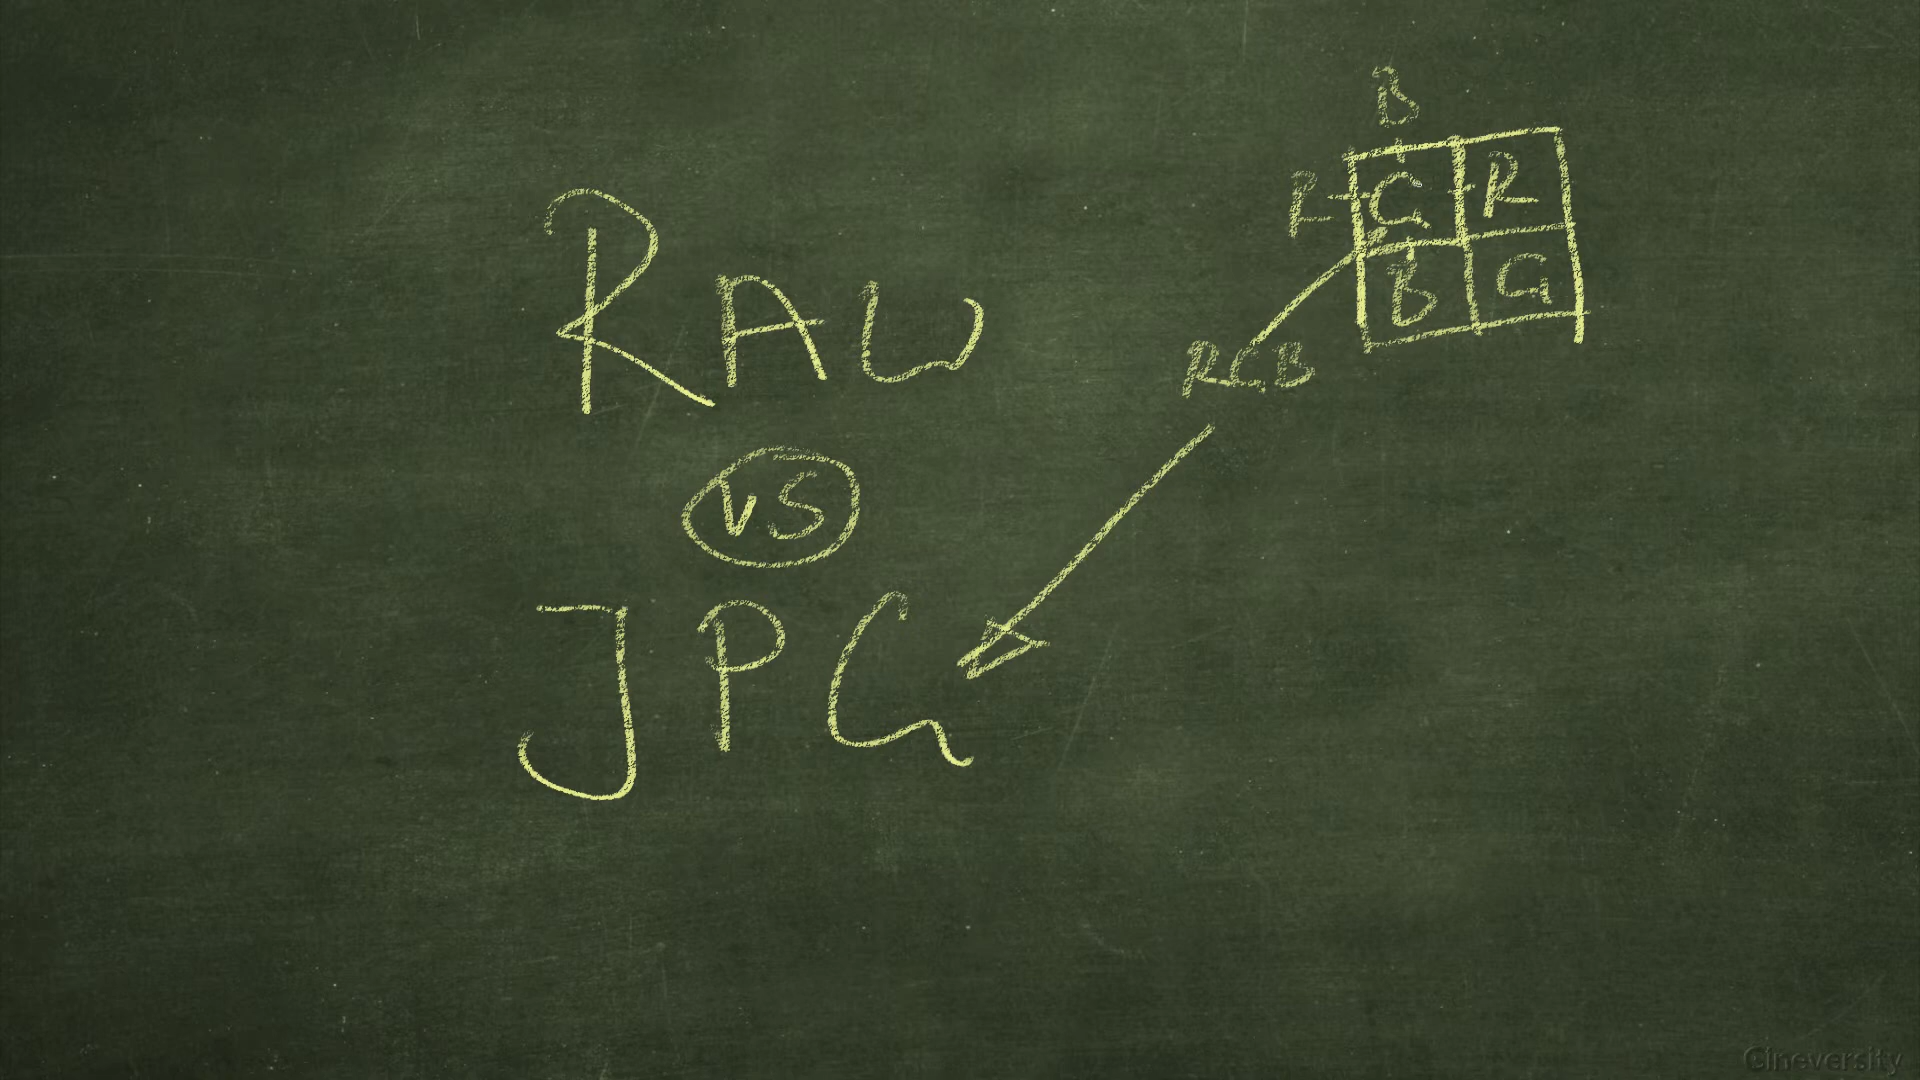 B
R G R
B G
RGB
RAW
VS
JPG
Cineversity